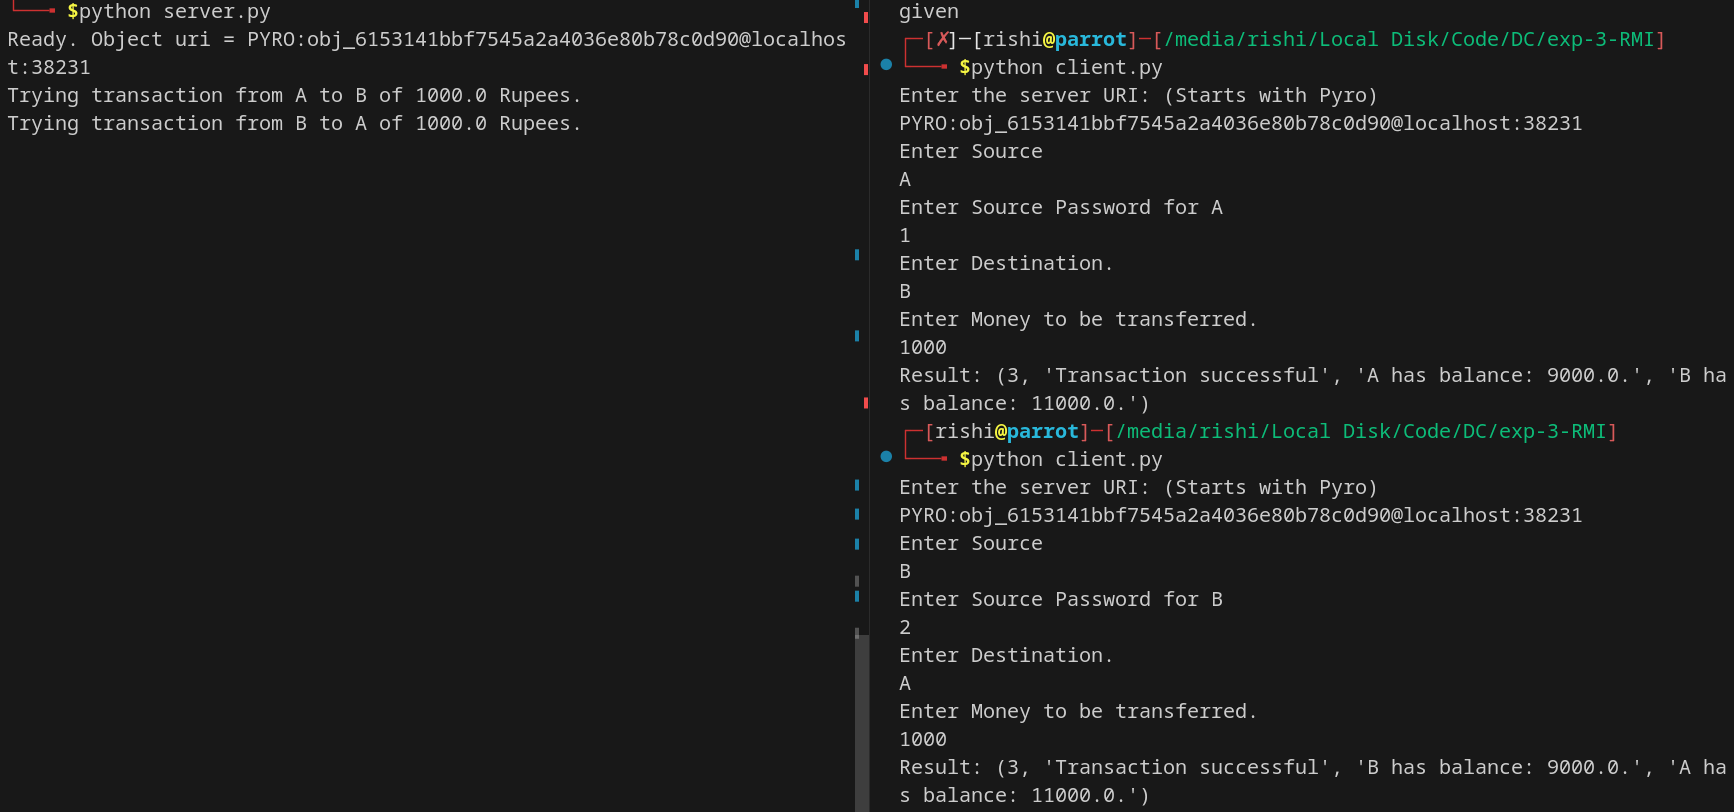 $python server.py
Ready. Object uri = PYRO:obj_6153141bbf7545a2a4036e80b78c0d90@localhos
t:38231
Trying transaction from A to B of 1000.0 Rupees.
Trying transaction from B to A of 1000.0 Rupees.
given
[✗]─[rishi@parrot]─[/media/rishi/Local Disk/Code/DC/exp-3-RMI]
$python client.py
Enter the server URI: (Starts with Pyro)
PYRO:obj_6153141bbf7545a2a4036e80b78c0d90@localhost:38231
Enter Source
A
Enter Source Password for A
1
Enter Destination.
B
Enter Money to be transferred.
1000
Result: (3, 'Transaction successful', 'A has balance: 9000.0.', 'B ha
s balance: 11000.0.')
[rishi@parrot]─[/media/rishi/Local Disk/Code/DC/exp-3-RMI]
$python client.py
Enter the server URI: (Starts with Pyro)
PYRO:obj_6153141bbf7545a2a4036e80b78c0d90@localhost:38231
Enter Source
B
Enter Source Password for B
2
Enter Destination.
A
Enter Money to be transferred.
1000
Result: (3, 'Transaction successful', 'B has balance: 9000.0.', 'A ha
s balance: 11000.0.')